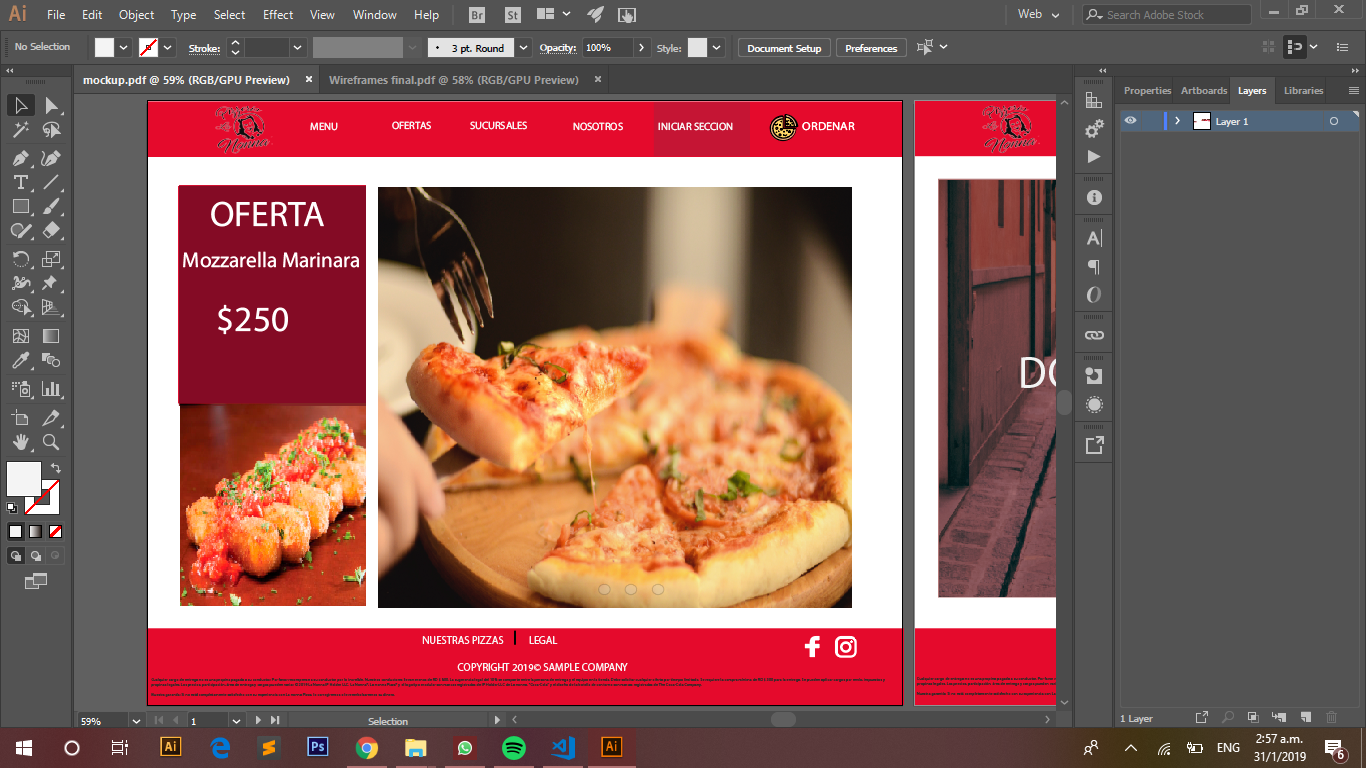 Ai File Edit Object Type Select Effect View Window Help Br St Web Search Adobe Stock
No Selection Stroke: 3 pt. Round Opacity: 100% Style: Document Setup Preferences
mockup.pdf @ 59% (RGB/GPU Preview) × Wireframes final.pdf @ 58% (RGB/GPU Preview) ×
Properties Artboards Layers Libraries
Layer 1
MENU OFERTAS SUCURSALES NOSOTROS INICIAR SECCION ORDENAR
OFERTA
Mozzarella Marinara
$250
DO
NUESTRAS PIZZAS | LEGAL
COPYRIGHT 2019© SAMPLE COMPANY
59% 1 Selection
1 Layer
Ai Ps Ai
ENG
2:57 a.m.
31/1/2019
6